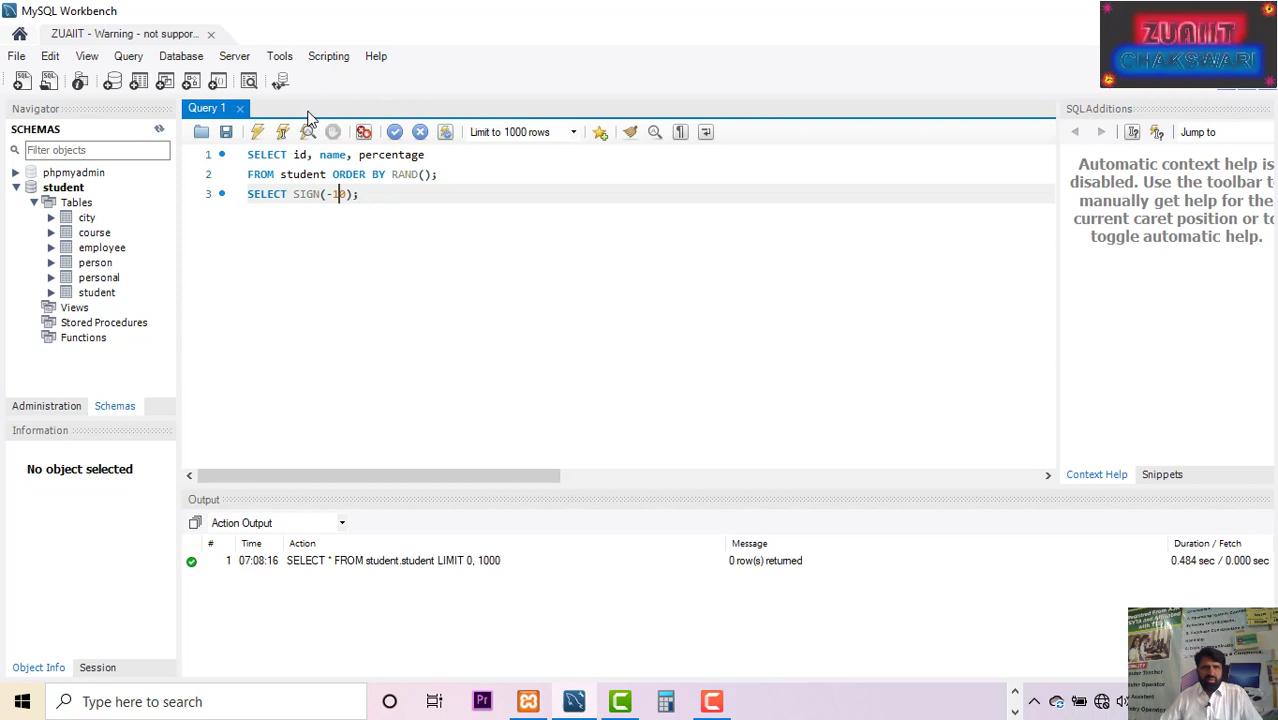 MySQL Workbench
ZUAIIT - Warning - not suppor...
ZUAIIT
CHAKSWARI
File Edit View Query Database Server Tools Scripting Help
Navigator
SCHEMAS
Filter objects
phpmyadmin
student
Tables
city
course
employee
person
personal
student
Views
Stored Procedures
Functions
Administration Schemas
Information
No object selected
Object Info Session
Query 1
Limit to 1000 rows
1 SELECT id, name, percentage
2 FROM student ORDER BY RAND();
3 SELECT SIGN(-10);
SQLAdditions
Jump to
Automatic context help is
disabled. Use the toolbar t
manually get help for the
current caret position or to
toggle automatic help.
Context Help Snippets
Output
Action Output
# Time Action Message Duration / Fetch
1 07:08:16 SELECT * FROM student.student LIMIT 0, 1000 0 row(s) returned 0.484 sec / 0.000 sec
Type here to search
Pr